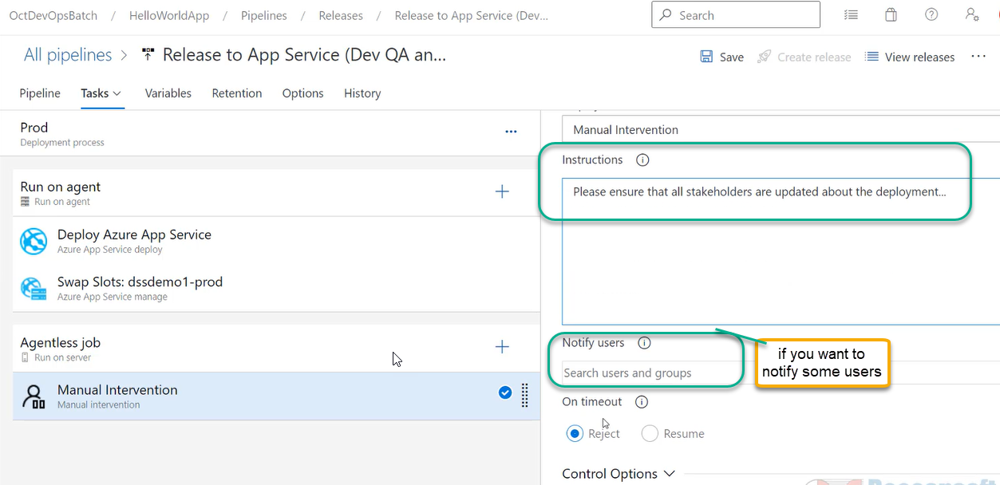 OctDevOpsBatch / HelloWorldApp / Pipelines / Releases / Release to App Service (Dev...
Search
All pipelines > Release to App Service (Dev QA an...
Save
Create release
View releases
Pipeline
Tasks
Variables
Retention
Options
History
Prod
Deployment process
Run on agent
Run on agent
Deploy Azure App Service
Azure App Service deploy
Swap Slots: dssdemo1-prod
Azure App Service manage
Agentless job
Run on server
Manual Intervention
Manual intervention
Manual Intervention
Instructions
Please ensure that all stakeholders are updated about the deployment...
Notify users
Search users and groups
if you want to
notify some users
On timeout
Reject
Resume
Control Options